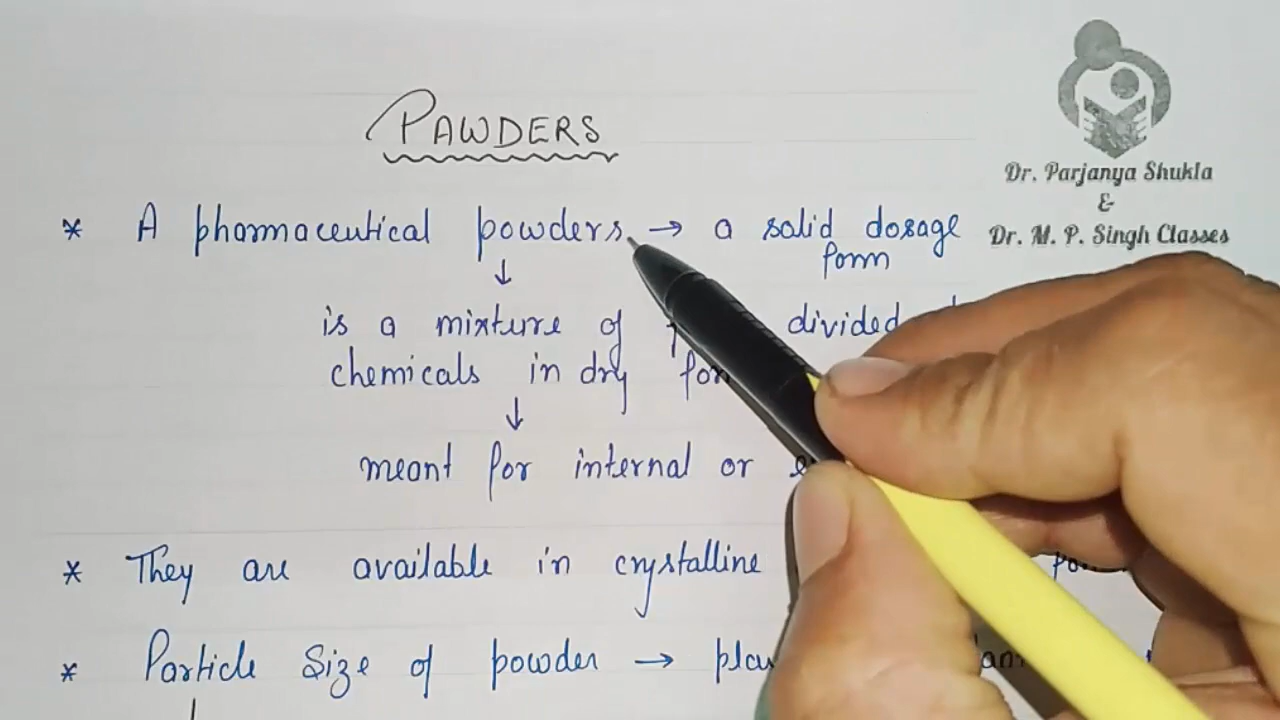 PAWDERS
* A pharmaceutical powders → a solid dosage form
↓
is a mixture of divided
chemicals in dry
↓
meant for internal or
* They are available in crystalline
* Particle Size of powder →
Dr. Parjanya Shukla
&
Dr. M. P. Singh Classes